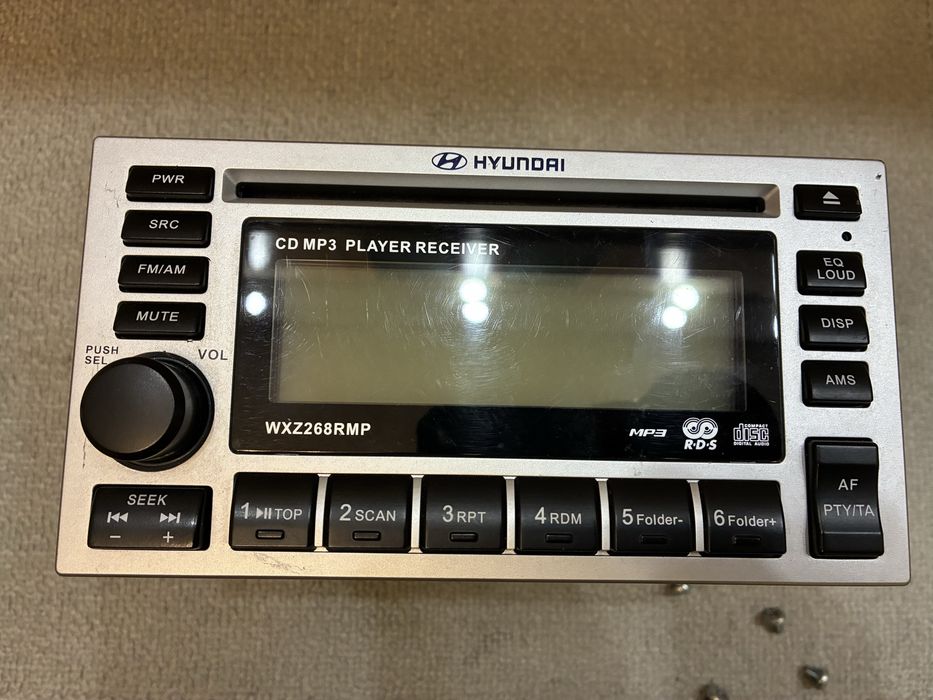 HYUNDAI
PWR
SRC
FM/AM
MUTE
PUSH
SEL
VOL
CD MP3 PLAYER RECEIVER
WXZ268RMP
MP3
R·D·S
COMPACT
disc
DIGITAL AUDIO
EQ
LOUD
DISP
AMS
AF
PTY/TA
SEEK
− +
1 TOP
2 SCAN
3 RPT
4 RDM
5 Folder-
6 Folder+